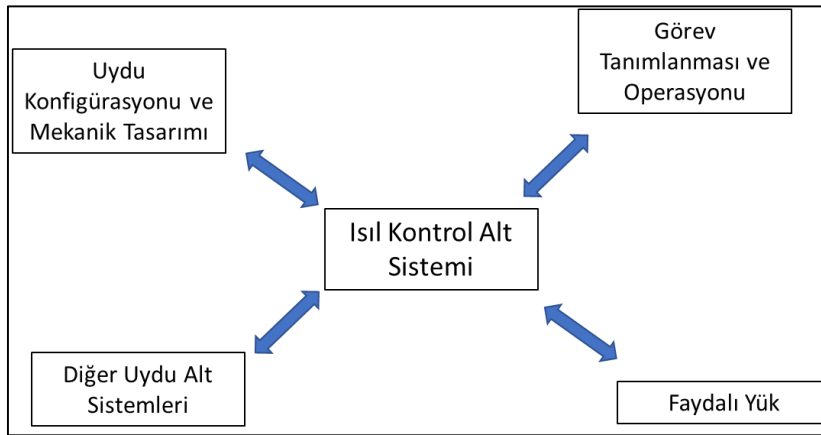 Uydu
Konfigürasyonu ve
Mekanik Tasarımı
Görev
Tanımlanması ve
Operasyonu
Isıl Kontrol Alt
Sistemi
Diğer Uydu Alt
Sistemleri
Faydalı Yük